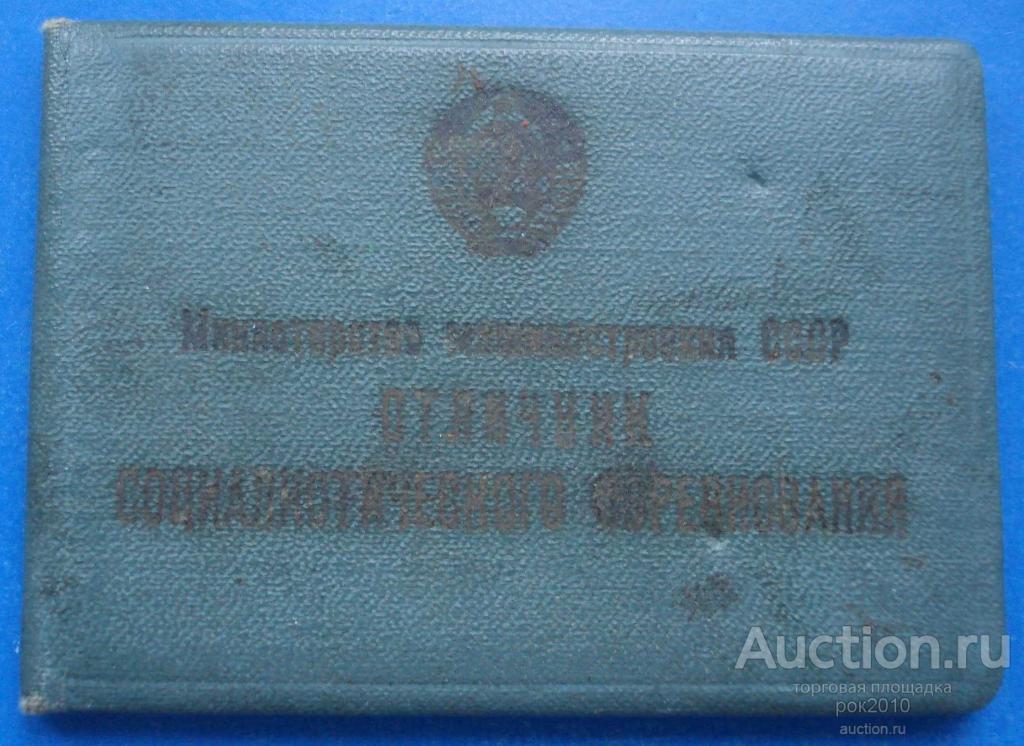 Министерство машиностроения СССР
ОТЛИЧНИК
СОЦИАЛИСТИЧЕСКОГО СОРЕВНОВАНИЯ
Auction.ru
торговая площадка
рок2010
auction.ru